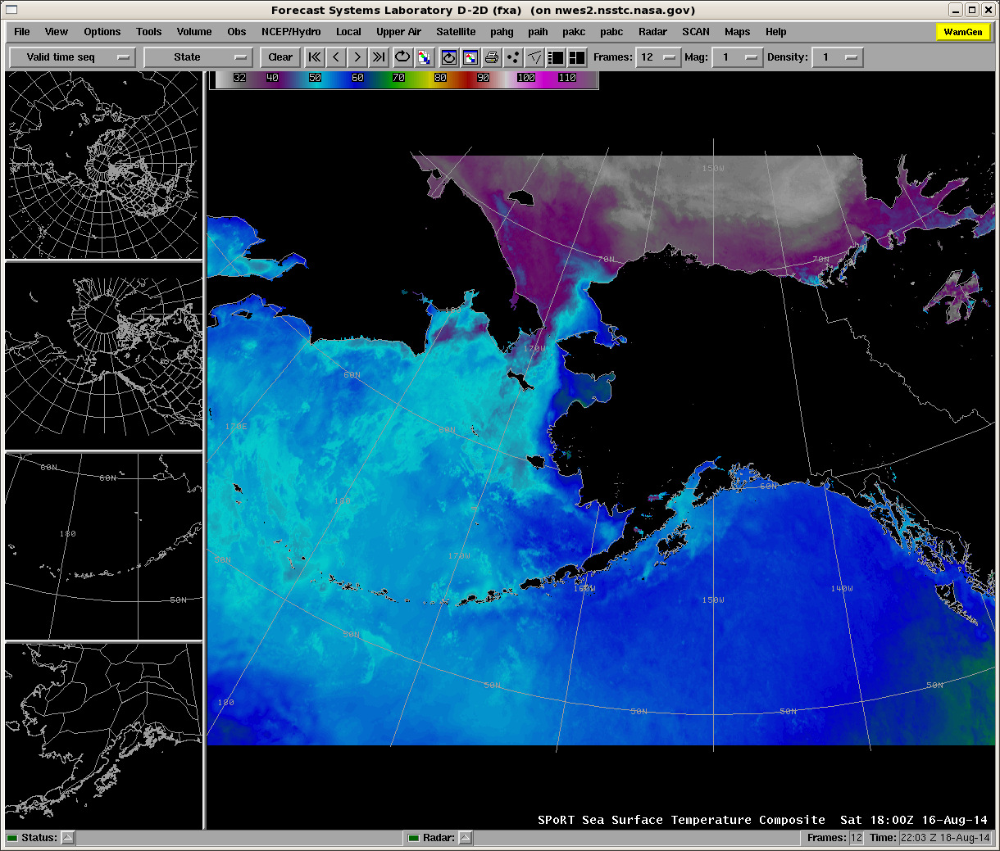 Forecast Systems Laboratory D-2D (fxa) (on nwes2.nsstc.nasa.gov)
File View Options Tools Volume Obs NCEP/Hydro Local Upper Air Satellite pahg paih pakc pabc Radar SCAN Maps Help WarnGen
Valid time seq State Clear Frames: 12 Mag: 1 Density: 1
32 40 50 60 70 80 90 100 110
150W
70N 70N
170W
60N
170E
60N
60N 60N
60N
180
180
170W
50N
160W 140W
150W
50N
50N
50N 50N
180
50N 50N
50N
SPoRT Sea Surface Temperature Composite Sat 18:00Z 16-Aug-14
Status: Radar: Frames: 12 Time: 22:03 Z 16-Aug-14